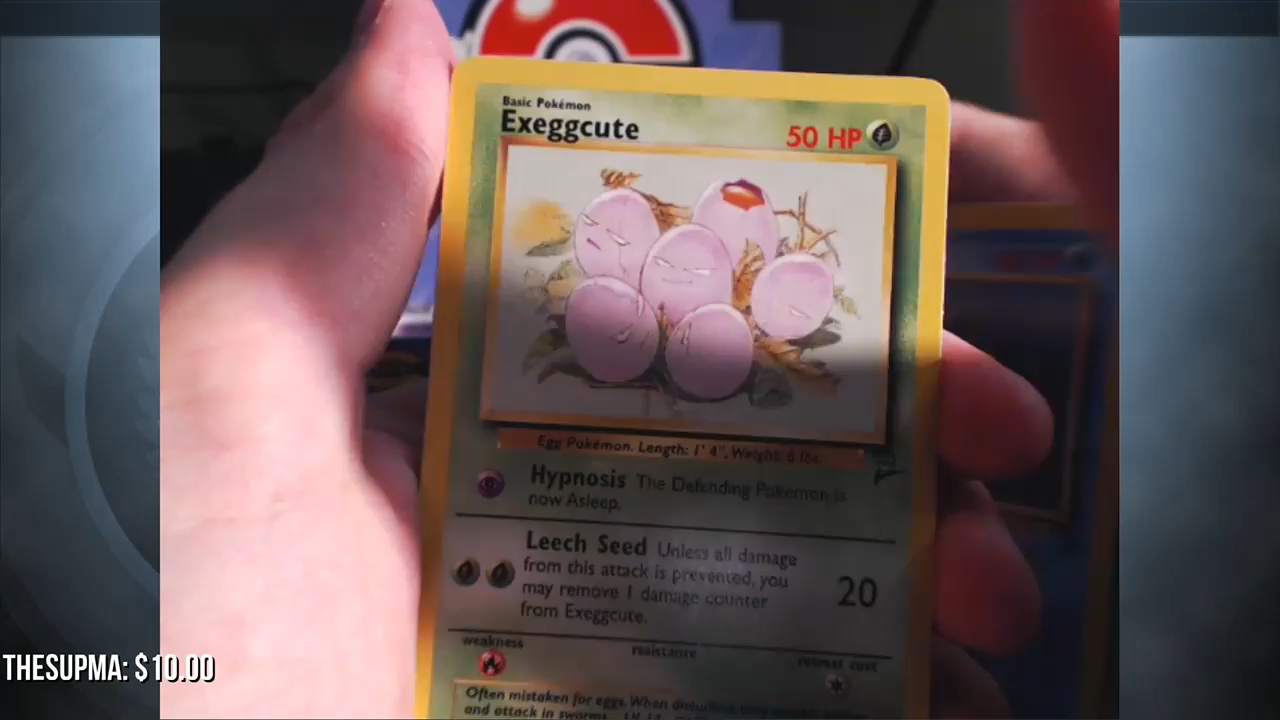 Basic Pokémon
Exeggcute
50 HP
Egg Pokémon. Length: 1' 4", Weight: 6 lbs.
Hypnosis The Defending Pokémon is
now Asleep.
Leech Seed Unless all damage
from this attack is prevented, you
may remove 1 damage counter
from Exeggcute.
20
weakness
resistance
retreat cost
Often mistaken for eggs. When disturbed, they
and attack in swarms.
THESUPMA: $10.00